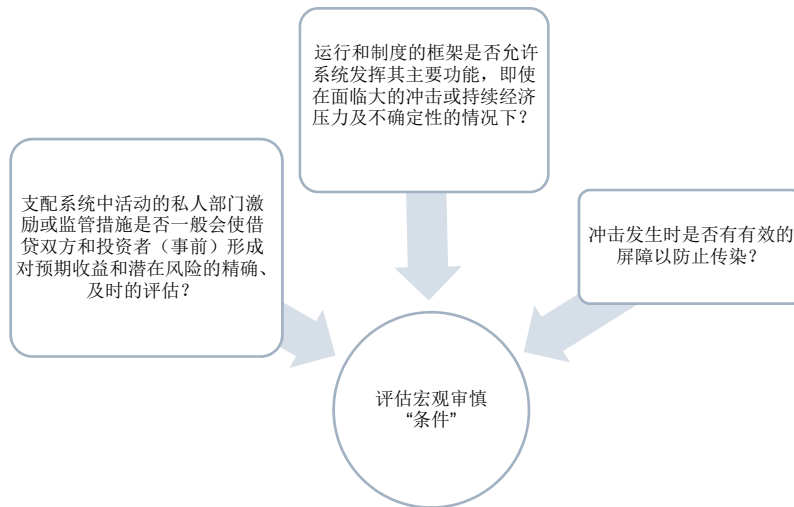 运行和制度的框架是否允许
系统发挥其主要功能，即使
在面临大的冲击或持续经济
压力及不确定性的情况下？
支配系统中活动的私人部门激
励或监管措施是否一般会使借
贷双方和投资者（事前）形成
对预期收益和潜在风险的精确、
及时的评估？
冲击发生时是否有有效的
屏障以防止传染？
评估宏观审慎
“条件”